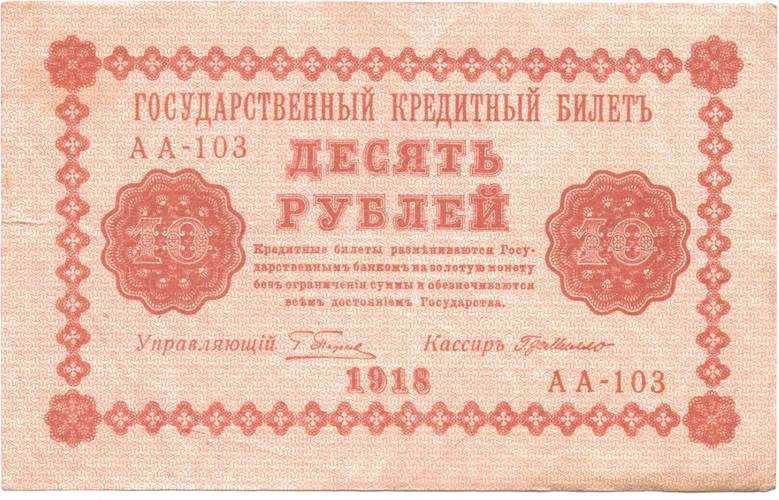 ГОСУДАРСТВЕННЫЙ КРЕДИТНЫЙ БИЛЕТЪ
АА-103
ДЕСЯТЬ
РУБЛЕЙ
10
10
Кредитные билеты размѣниваются Госу-
дарственнымъ банкомъ на золотую монету
безъ ограниченія суммы и обезпечиваются
всѣмъ достояніемъ Государства.
Управляющій
Кассиръ
1918
АА-103